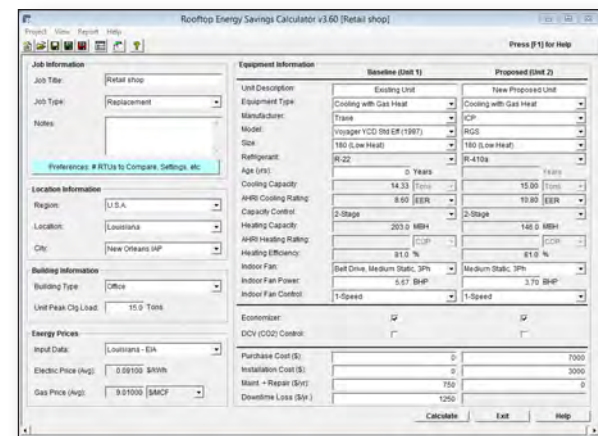 Rooftop Energy Savings Calculator v3.60 [Retail shop]
Project View Report Help
Press [F1] for Help
Job Information
Job Title: Retail shop
Job Type: Replacement
Notes:
Preferences: # RTUs to Compare, Settings, etc
Location Information
Region: U.S.A.
Location: Louisiana
City: New Orleans IAP
Building Information
Building Type: Office
Unit Peak Clg Load: 15.0 Tons
Energy Prices
Input Data: Louisiana - EIA
Electric Price (Avg): 0.09100 $/kWh
Gas Price (Avg): 9.01000 $/MCF
Equipment Information
Baseline (Unit 1) Proposed (Unit 2)
Unit Description: Existing Unit New Proposed Unit
Equipment Type: Cooling with Gas Heat Cooling with Gas Heat
Manufacturer: Trane ICP
Model: Voyager YCD Std Eff (1997) RGS
Size: 180 (Low Heat) 180 (Low Heat)
Refrigerant: R-22 R-410a
Age (yrs): 0 Years Years
Cooling Capacity 14.33 Tons 15.00 Tons
AHRI Cooling Rating: 8.60 EER 10.80 EER
Capacity Control: 2-Stage 2-Stage
Heating Capacity 203.0 MBH 148.0 MBH
AHRI Heating Rating: COP COP
Heating Efficiency: 81.0 % 81.0 %
Indoor Fan: Belt Drive, Medium Static, 3Ph Medium Static, 3Ph
Indoor Fan Power: 5.67 BHP 3.70 BHP
Indoor Fan Control: 1-Speed 1-Speed
Economizer:
DCV (CO2) Control:
Purchase Cost ($): 0 7000
Installation Cost ($): 0 3000
Maint. + Repair ($/yr): 750 0
Downtime Loss ($/yr.) 1250
Calculate Exit Help